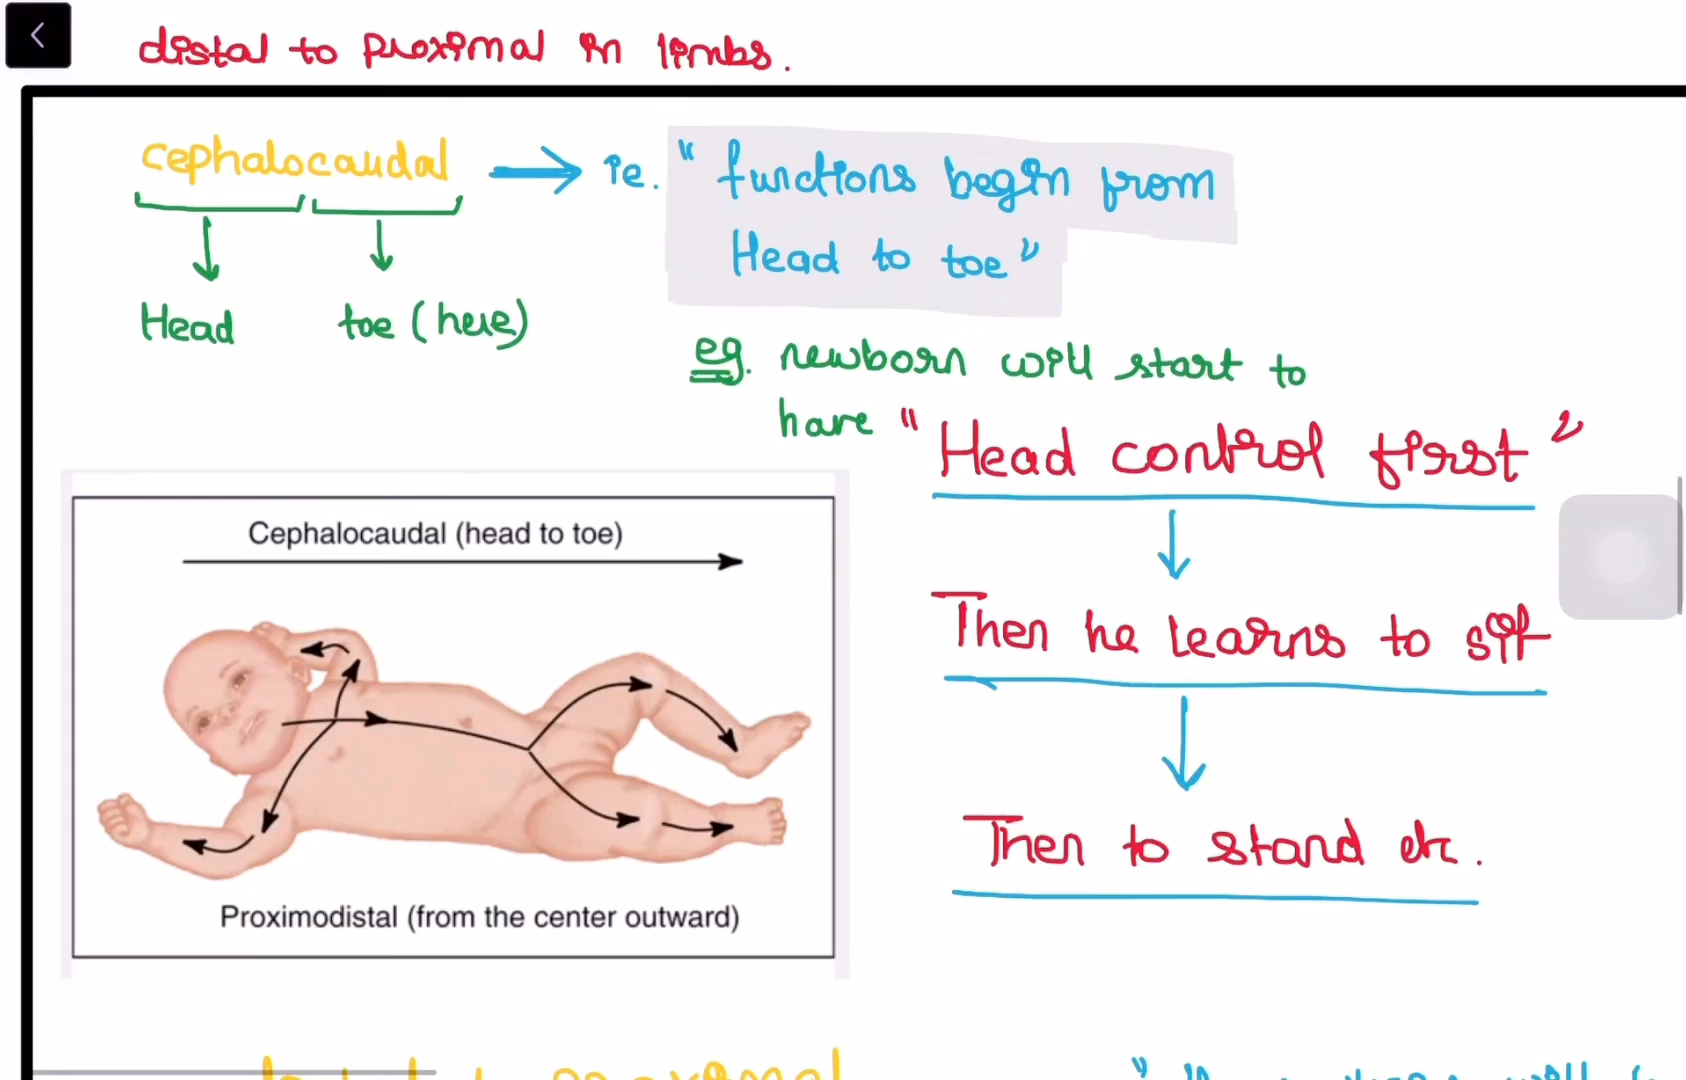 distal to proximal in limbs.
cephalocaudal → ie. "functions begin from
Head to toe"
Head toe (here)
eg. newborn will start to
have "Head control first"
Cephalocaudal (head to toe)
Then he learns to sit
Then to stand etc.
Proximodistal (from the center outward)